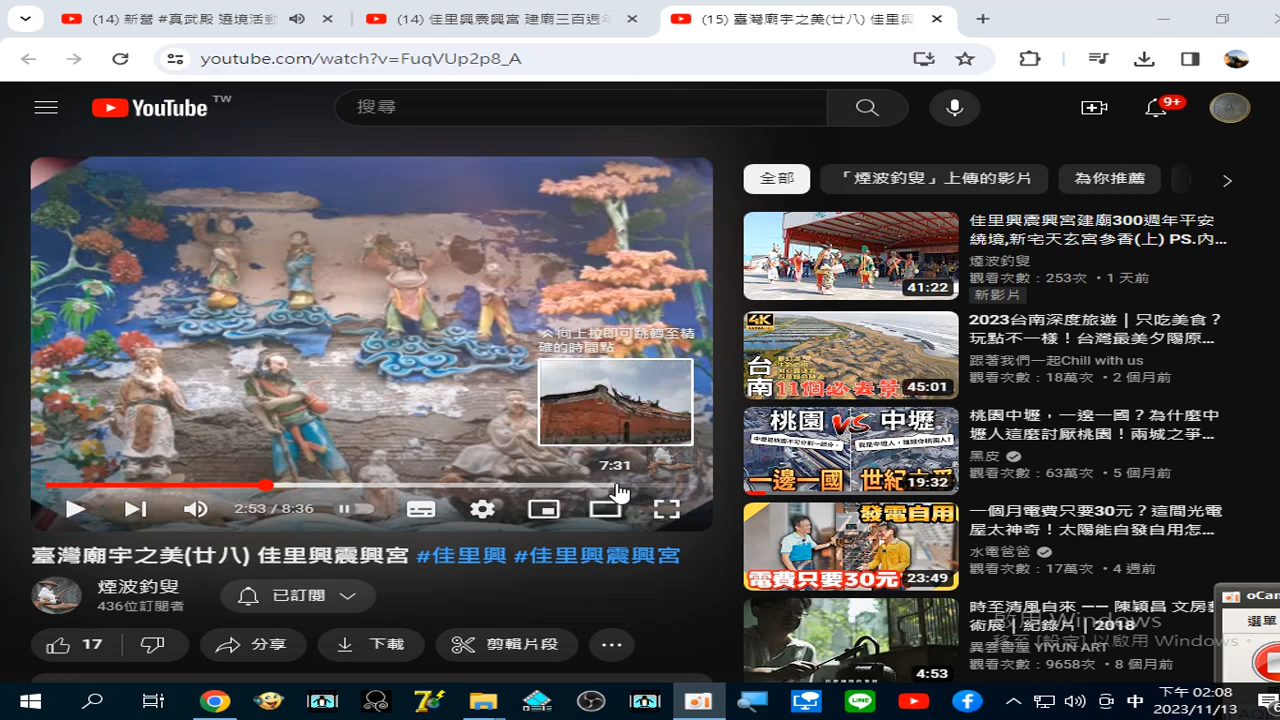 (14) 新營 #真武殿 遶境活動
(14) 佳里興震興宮 建廟三百週年
(15) 臺灣廟宇之美(廿八) 佳里興
youtube.com/watch?v=FuqVUp2p8_A
YouTube TW
搜尋
9+
全部
「煙波釣叟」上傳的影片
為你推薦
向上拉即可跳轉至精
確的時間點
7:31
2:53 / 8:36
臺灣廟宇之美(廿八) 佳里興震興宮 #佳里興 #佳里興震興宮
煙波釣叟
436位訂閱者
已訂閱
17
分享
下載
剪輯片段
41:22
佳里興震興宮建廟300週年平安
繞境,新宅天玄宮參香(上) PS.內...
煙波釣叟
觀看次數：253次 • 1 天前
新影片
4K
台南
11個必去景
45:01
2023台南深度旅遊｜只吃美食？
玩點不一樣！台灣最美夕陽原...
跟著我們一起Chill with us
觀看次數：18萬次 • 2 個月前
桃園 VS 中壢
一邊一國 世紀
19:32
桃園中壢，一邊一國？為什麼中
壢人這麼討厭桃園！兩城之爭...
黑皮
觀看次數：63萬次 • 5 個月前
發電自用
電費只要30元
23:49
一個月電費只要30元？這間光電
屋太神奇！太陽能自發自用怎...
水電爸爸
觀看次數：17萬次 • 4 週前
4:53
時至清風自來 —— 陳穎昌 文房
術展｜紀錄片｜2018
異雲書屋 YIYUN ART
觀看次數：9658次 • 8 個月前
啟用 Windows
移至 [設定] 以啟用 Windows。
oCam
選單
中
下午 02:08
2023/11/13